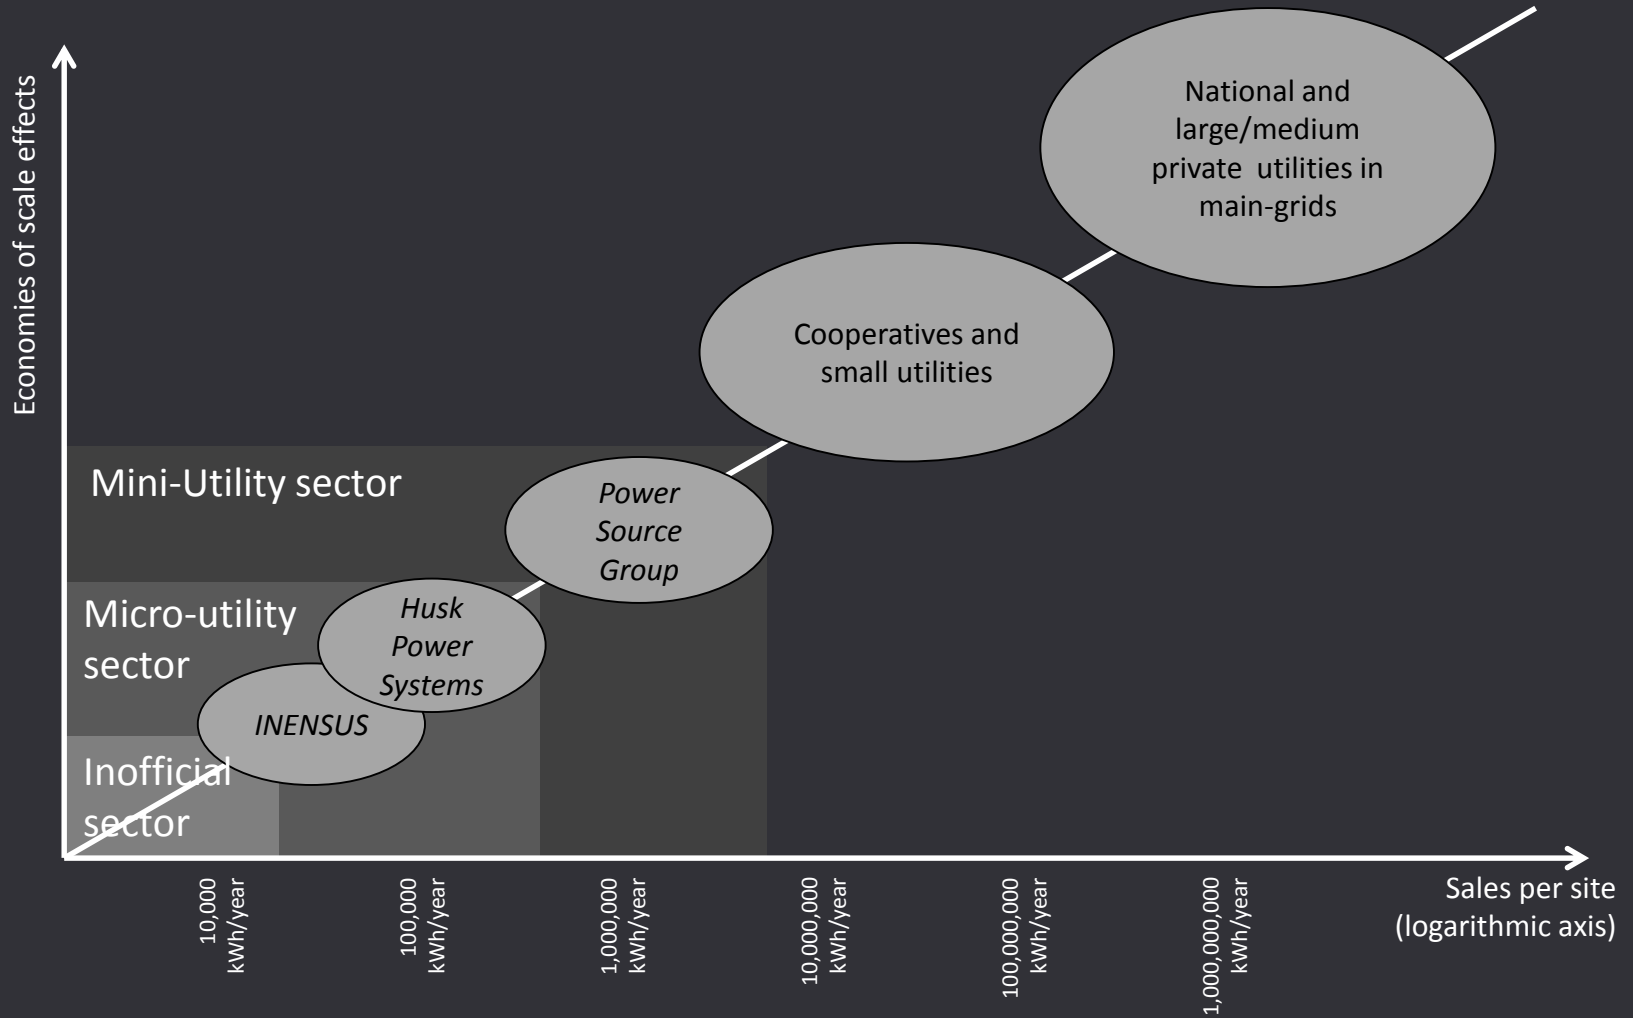 Economies of scale effects
National and
large/medium
private utilities in
main-grids
Cooperatives and
small utilities
Mini-Utility sector
Power
Source
Group
Micro-utility
sector
Husk
Power
Systems
INENSUS
Inofficial
sector
10,000
kWh/year
100,000
kWh/year
1,000,000
kWh/year
10,000,000
kWh/year
100,000,000
kWh/year
1,000,000,000
kWh/year
Sales per site
(logarithmic axis)